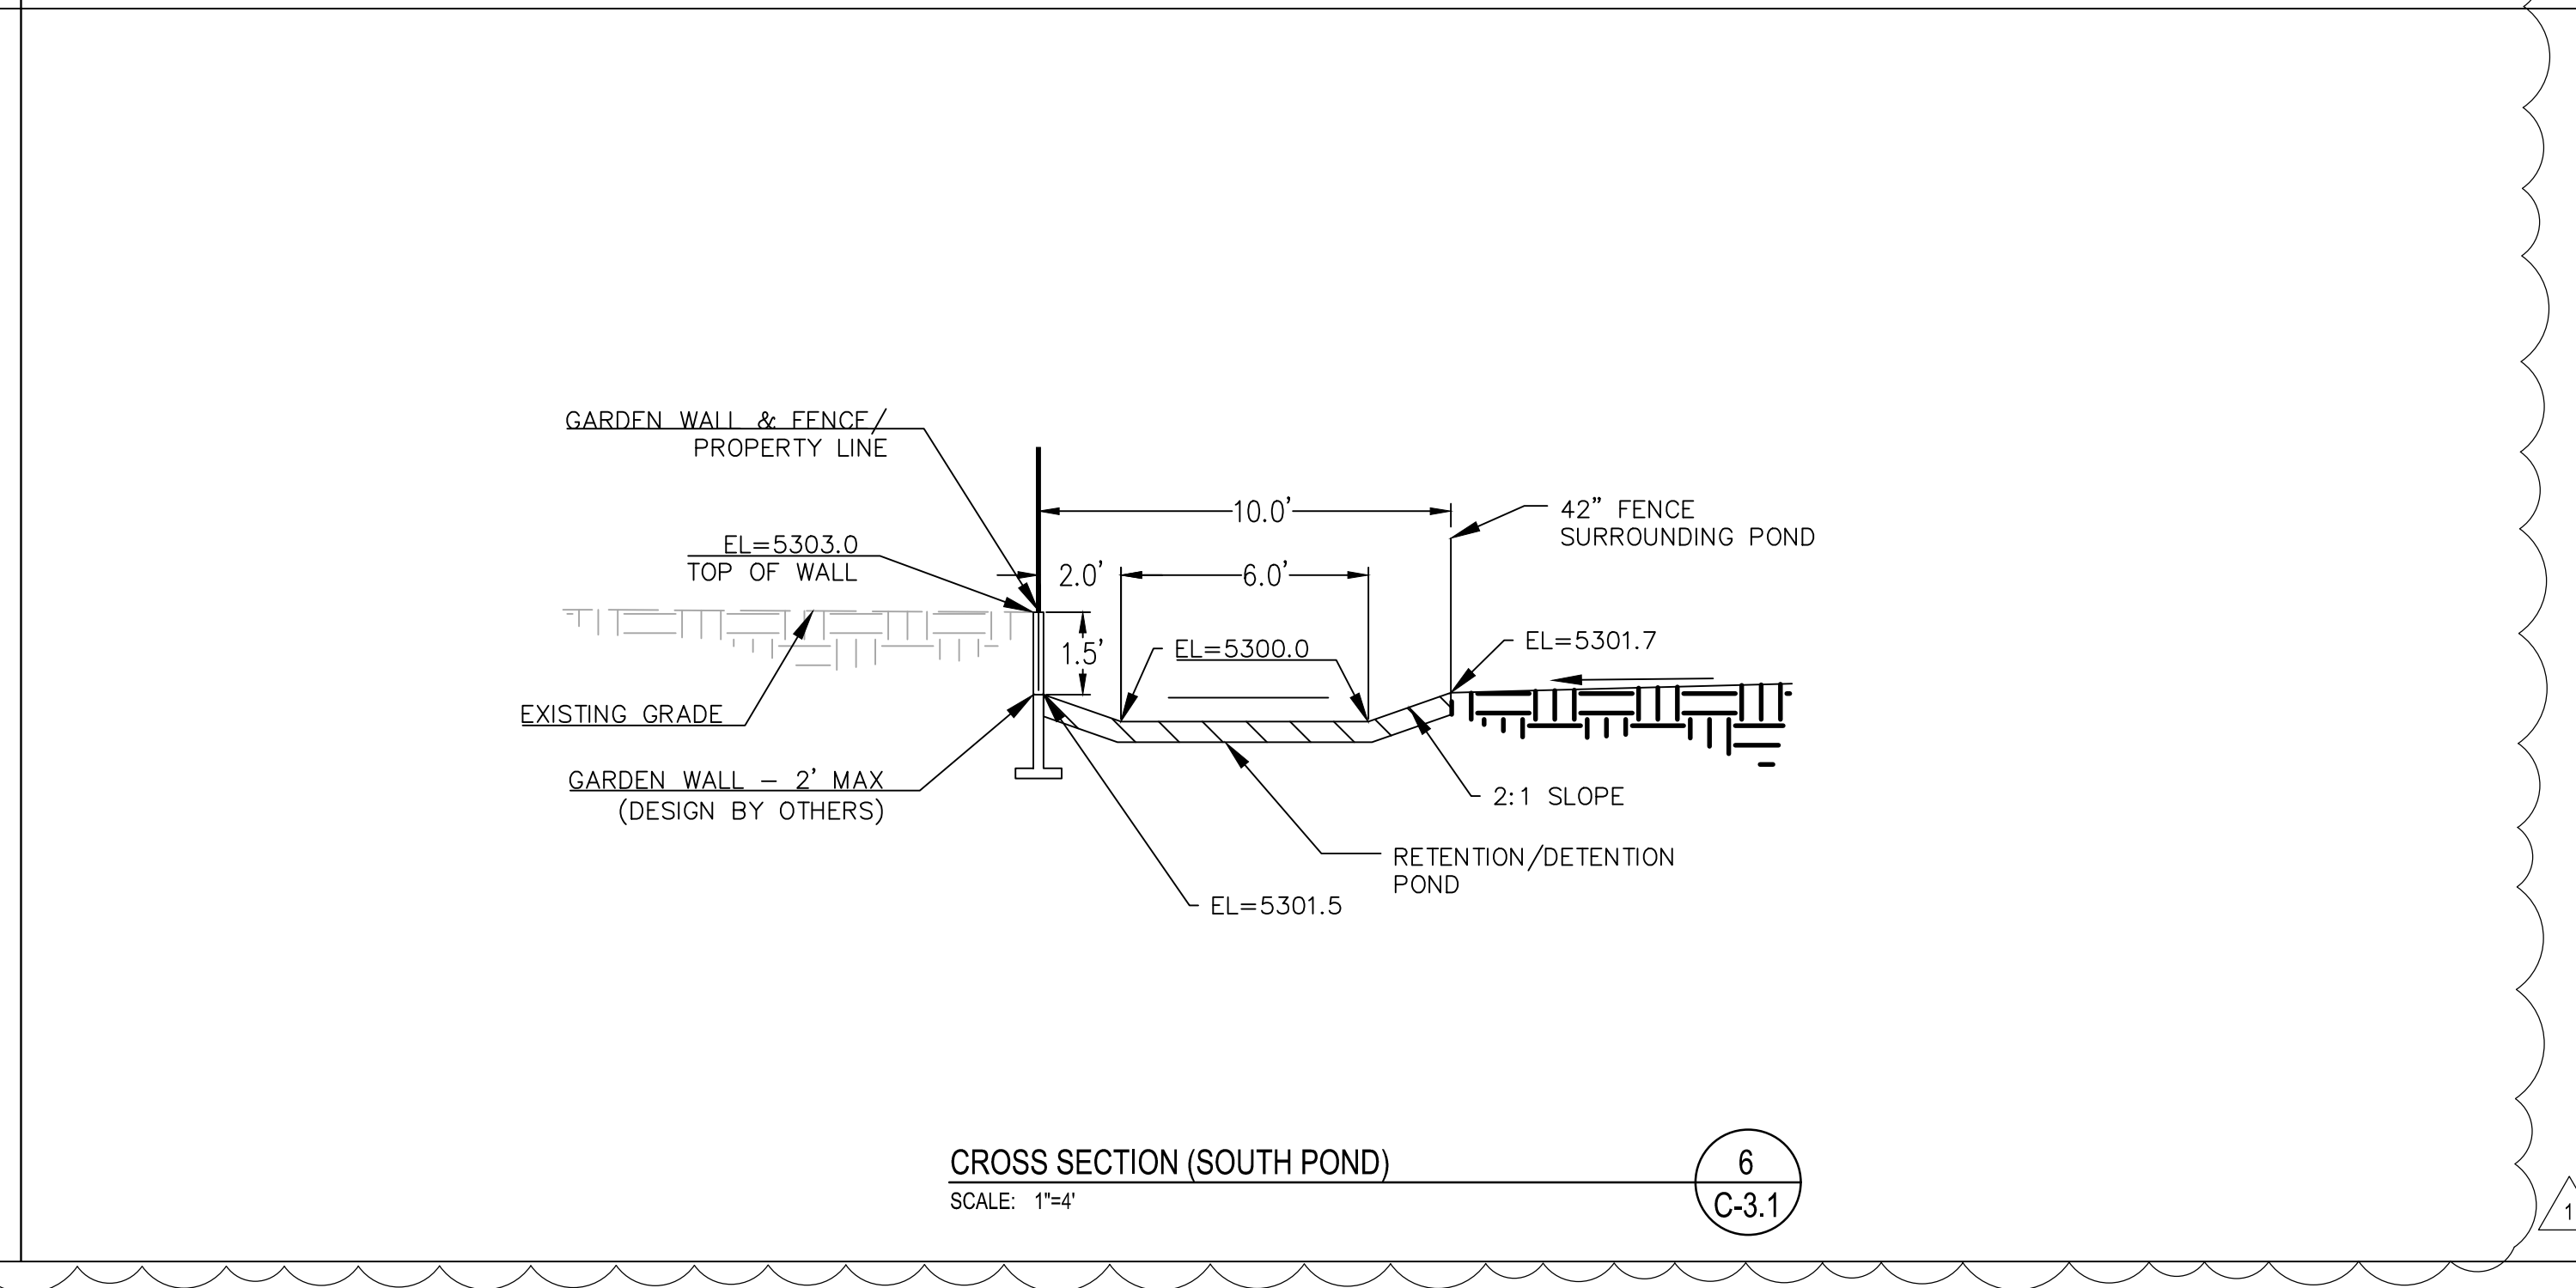 GARDEN WALL & FENCE/
PROPERTY LINE
10.0'
42” FENCE
SURROUNDING POND
EL=5303.0
TOP OF WALL
2.0'
6.0'
1.5'
EL=5300.0
EL=5301.7
EXISTING GRADE
GARDEN WALL – 2' MAX
(DESIGN BY OTHERS)
2:1 SLOPE
RETENTION/DETENTION
POND
EL=5301.5
CROSS SECTION (SOUTH POND)
SCALE: 1"=4'
6
C-3.1
1